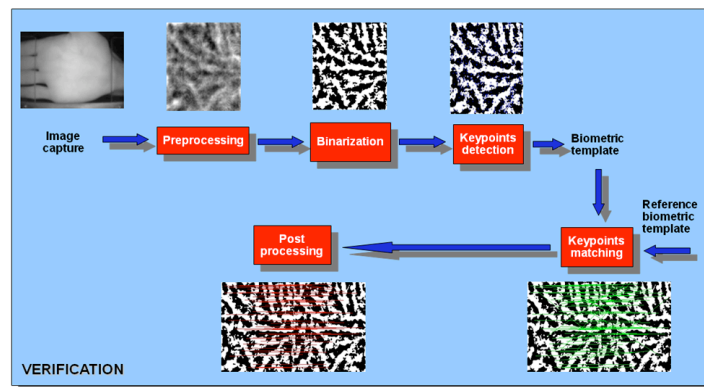 Image
capture
Preprocessing
Binarization
Keypoints
detection
Biometric
template
Reference
biometric
template
Keypoints
matching
Post
processing
VERIFICATION